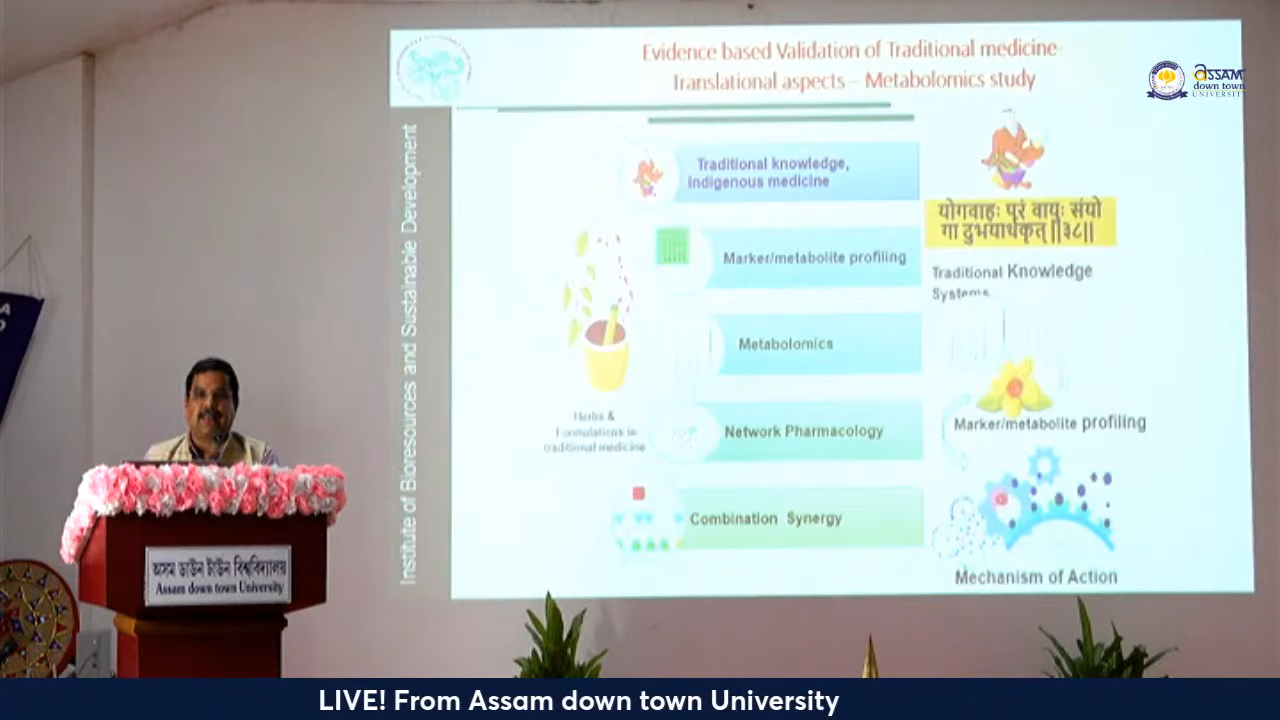 Evidence based Validation of Traditional medicine
Translational aspects – Metabolomics study
অসম
down town
UNIVERSITY
Institute of Bioresources and Sustainable Development
Traditional knowledge,
indigenous medicine
Marker/metabolite profiling
Metabolomics
Network Pharmacology
Combination Synergy
Herbs &
Formulations in
traditional medicine
योगवाहः परं वायुः संयो
गा दुभयार्थकृत् ||३८||
Traditional Knowledge
Systems
Marker/metabolite profiling
Mechanism of Action
অসম ডাউন টাউন বিশ্ববিদ্যালয়
Assam down town University
LIVE! From Assam down town University